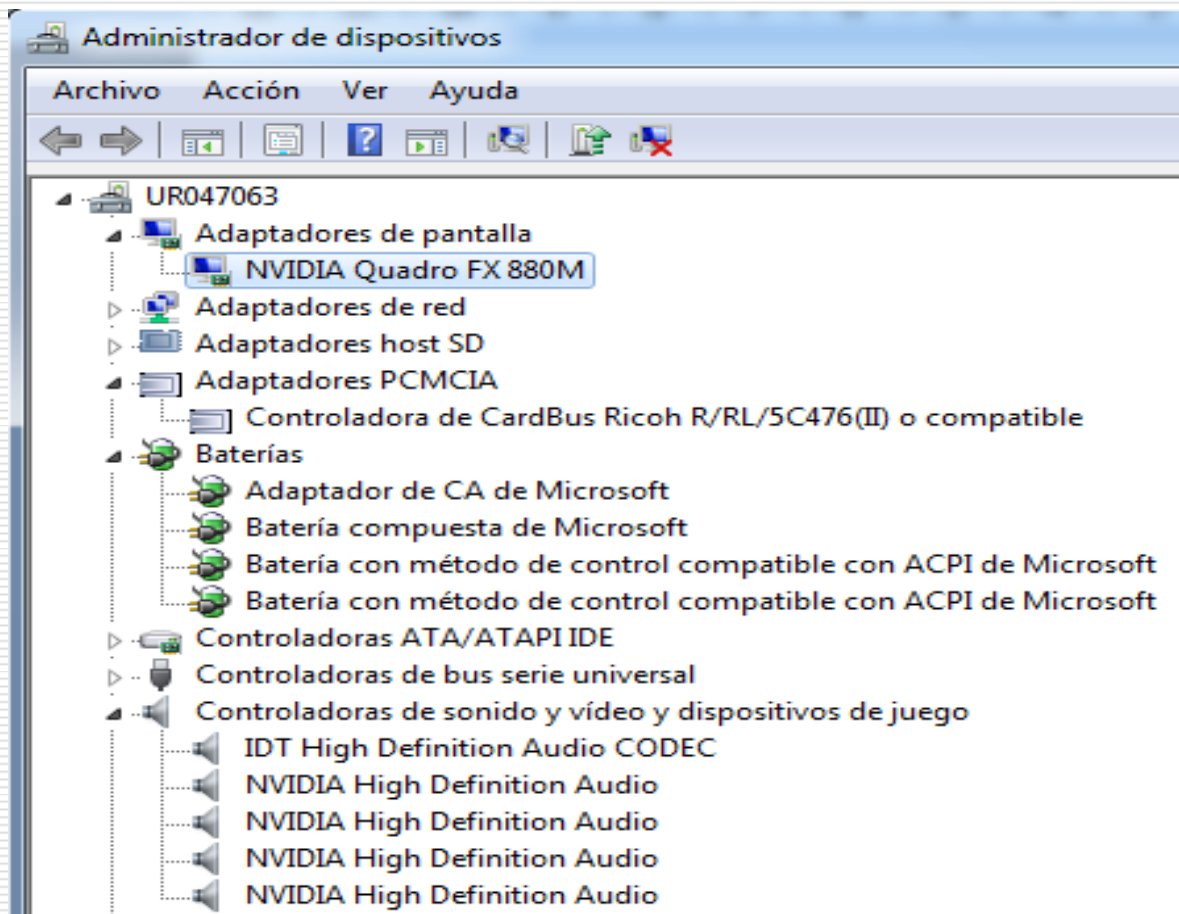 Administrador de dispositivos
Archivo Acción Ver Ayuda
UR047063
Adaptadores de pantalla
NVIDIA Quadro FX 880M
Adaptadores de red
Adaptadores host SD
Adaptadores PCMCIA
Controladora de CardBus Ricoh R/RL/5C476(II) o compatible
Baterías
Adaptador de CA de Microsoft
Batería compuesta de Microsoft
Batería con método de control compatible con ACPI de Microsoft
Batería con método de control compatible con ACPI de Microsoft
Controladoras ATA/ATAPI IDE
Controladoras de bus serie universal
Controladoras de sonido y vídeo y dispositivos de juego
IDT High Definition Audio CODEC
NVIDIA High Definition Audio
NVIDIA High Definition Audio
NVIDIA High Definition Audio
NVIDIA High Definition Audio